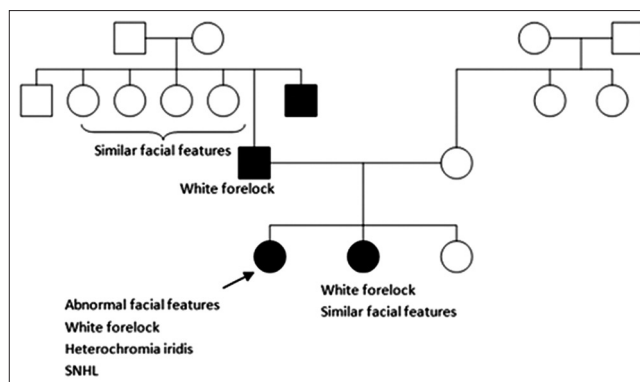 Similar facial features
White forelock
White forelock
Similar facial features
Abnormal facial features
White forelock
Heterochromia iridis
SNHL